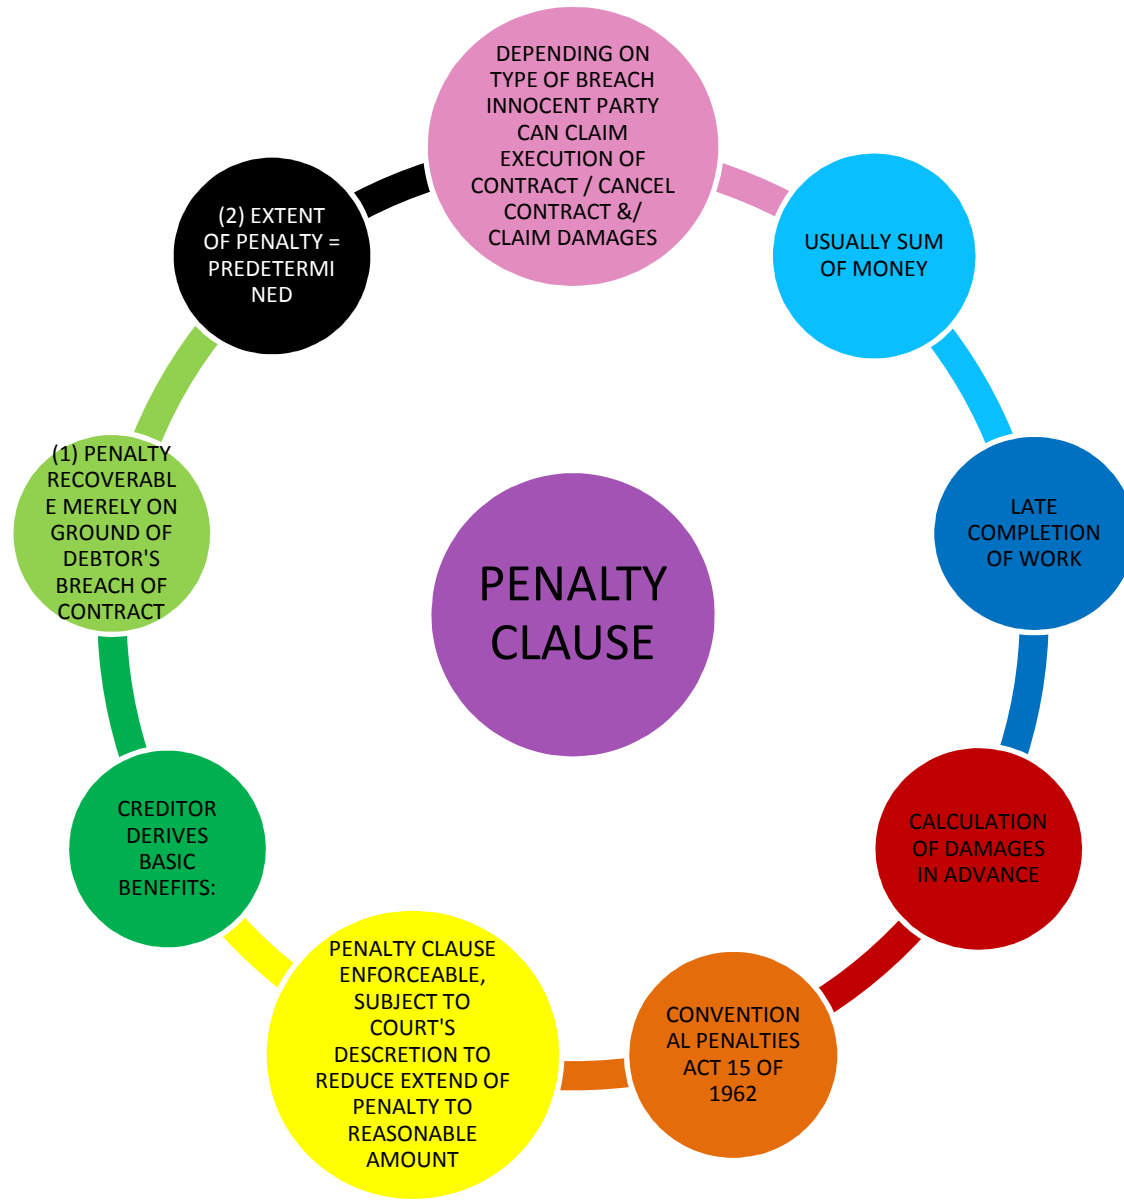 DEPENDING ON
TYPE OF BREACH
INNOCENT PARTY
CAN CLAIM
EXECUTION OF
CONTRACT / CANCEL
CONTRACT &/
CLAIM DAMAGES
USUALLY SUM
OF MONEY
LATE
COMPLETION
OF WORK
CALCULATION
OF DAMAGES
IN ADVANCE
CONVENTION
AL PENALTIES
ACT 15 OF
1962
PENALTY CLAUSE
ENFORCEABLE,
SUBJECT TO
COURT'S
DESCRETION TO
REDUCE EXTEND OF
PENALTY TO
REASONABLE
AMOUNT
CREDITOR
DERIVES
BASIC
BENEFITS:
(1) PENALTY
RECOVERABL
E MERELY ON
GROUND OF
DEBTOR'S
BREACH OF
CONTRACT
(2) EXTENT
OF PENALTY =
PREDETERMI
NED
PENALTY
CLAUSE